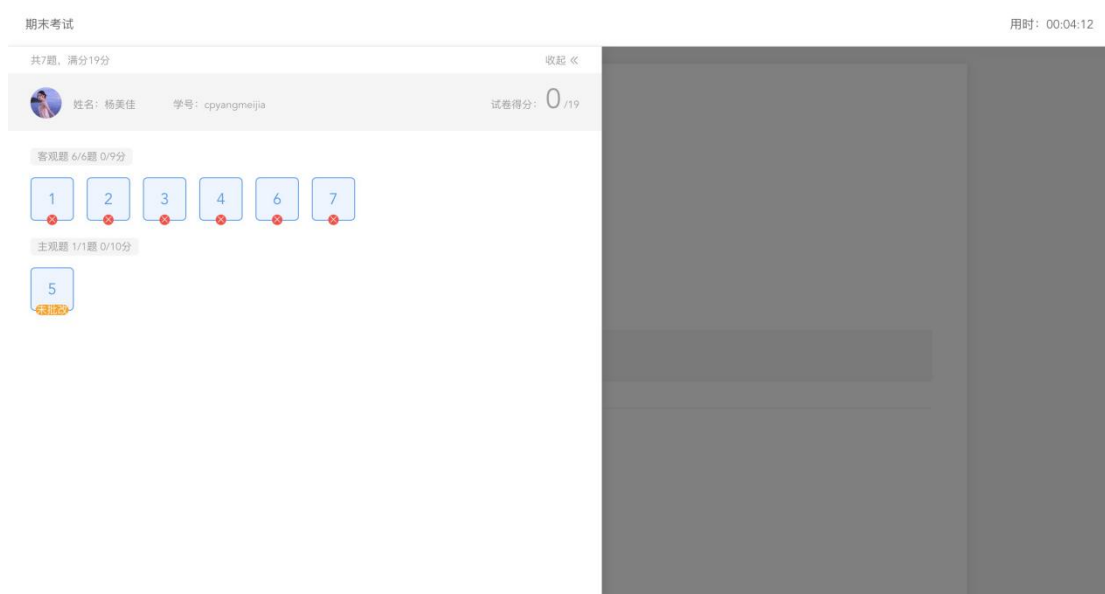 期末考试
用时：00:04:12
共7题，满分19分
收起 《
姓名：杨美佳 学号：cpyangmeijia 试卷得分：0/19
客观题 6/6题 0/9分
1 2 3 4 6 7
主观题 1/1题 0/10分
5
未批改